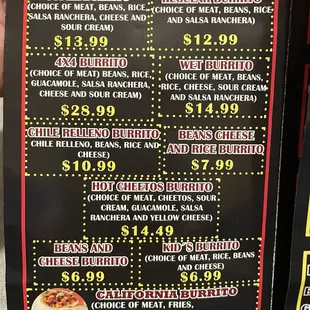 (CHOICE OF MEAT, BEANS, RICE,
SALSA RANCHERA, CHEESE AND
SOUR CREAM)
$13.99
REGULAR BURRITO
(CHOICE OF MEAT, BEANS, RICE
AND SALSA RANCHERA)
$12.99
4X4 BURRITO
(CHOICE OF MEAT) BEANS, RICE,
GUACAMOLE, SALSA RANCHERA,
CHEESE AND SOUR CREAM)
$28.99
WET BURRITO
(CHOICE OF MEAT, BEANS,
RICE, CHEESE, SOUR CREAM
AND SALSA RANCHERA)
$14.99
CHILE RELLENO BURRITO
CHILE RELLENO, BEANS, RICE AND
CHEESE)
$10.99
BEANS CHEESE
AND RICE BURRITO
$7.99
HOT CHEETOS BURRITO
(CHOICE OF MEAT, CHEETOS, SOUR
CREAM, GUACAMOLE, SALSA
RANCHERA AND YELLOW CHEESE)
$14.49
BEANS AND
CHEESE BURRITO
$6.99
KID´S BURRITO
(CHOICE OF MEAT, RICE, BEANS
AND CHEESE)
$6.99
CALIFORNIA BURRITO
(CHOICE OF MEAT, FRIES,